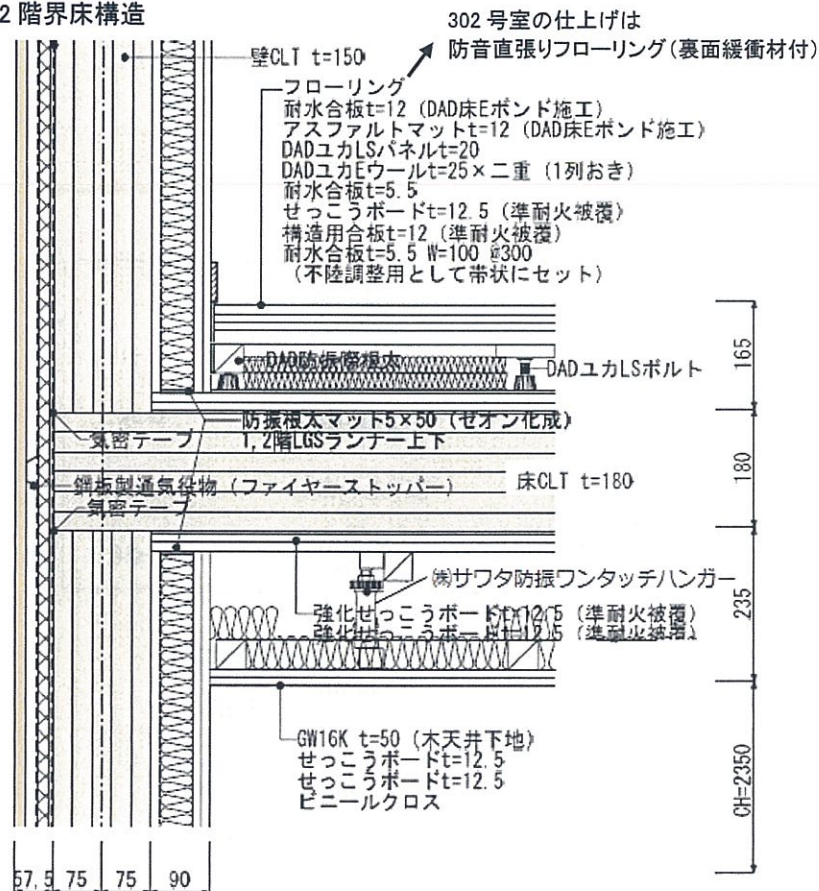 2 階界床構造
302 号室の仕上げは
防音直張りフローリング(裏面緩衝材付)
壁CLT t=150
フローリング
耐水合板t=12 (DAD床Eボンド施工)
アスファルトマットt=12 (DAD床Eボンド施工)
DADユカLSパネルt=20
DADユカEウールt=25×二重 (1列おき)
耐水合板t=5.5
せっこうボードt=12.5 (準耐火被覆)
構造用合板t=12 (準耐火被覆)
耐水合板t=5.5 W=100 @300
(不陸調整用として帯状にセット)
DAD防振際根太
DADユカLSボルト
165
防振根太マット5×50 (ゼオン化成)
気密テープ
1,2階LGSランナー上下
鋼板製通気役物 (ファイヤーストッパー)
床CLT t=180
180
気密テープ
㈱サワタ防振ワンタッチハンガー
強化せっこうボードt=12.5 (準耐火被覆)
強化せっこうボードt=12.5 (準耐火被覆)
235
GW16K t=50 (木天井下地)
せっこうボードt=12.5
せっこうボードt=12.5
ビニールクロス
CH=2350
57.5 75 75 90